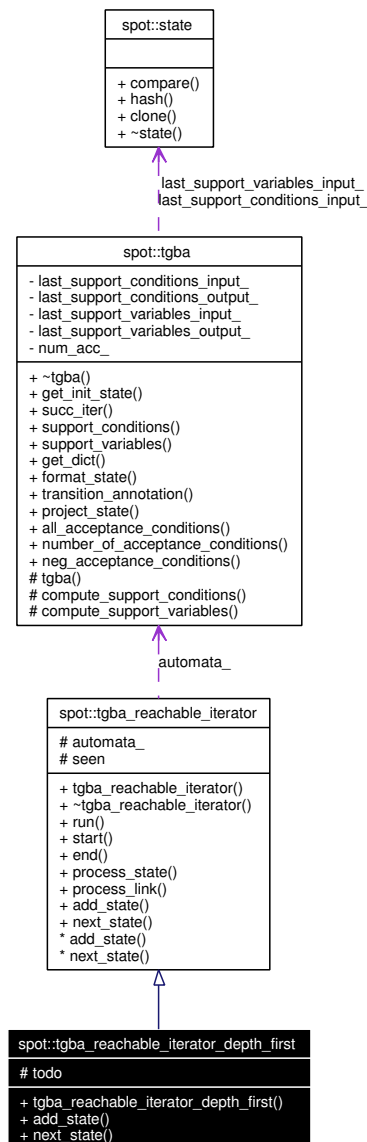 spot::state
+ compare()
+ hash()
+ clone()
+ ~state()
last_support_variables_input_
last_support_conditions_input_
spot::tgba
- last_support_conditions_input_
- last_support_conditions_output_
- last_support_variables_input_
- last_support_variables_output_
- num_acc_
+ ~tgba()
+ get_init_state()
+ succ_iter()
+ support_conditions()
+ support_variables()
+ get_dict()
+ format_state()
+ transition_annotation()
+ project_state()
+ all_acceptance_conditions()
+ number_of_acceptance_conditions()
+ neg_acceptance_conditions()
# tgba()
# compute_support_conditions()
# compute_support_variables()
automata_
spot::tgba_reachable_iterator
# automata_
# seen
+ tgba_reachable_iterator()
+ ~tgba_reachable_iterator()
+ run()
+ start()
+ end()
+ process_state()
+ process_link()
+ add_state()
+ next_state()
* add_state()
* next_state()
spot::tgba_reachable_iterator_depth_first
# todo
+ tgba_reachable_iterator_depth_first()
+ add_state()
+ next_state()